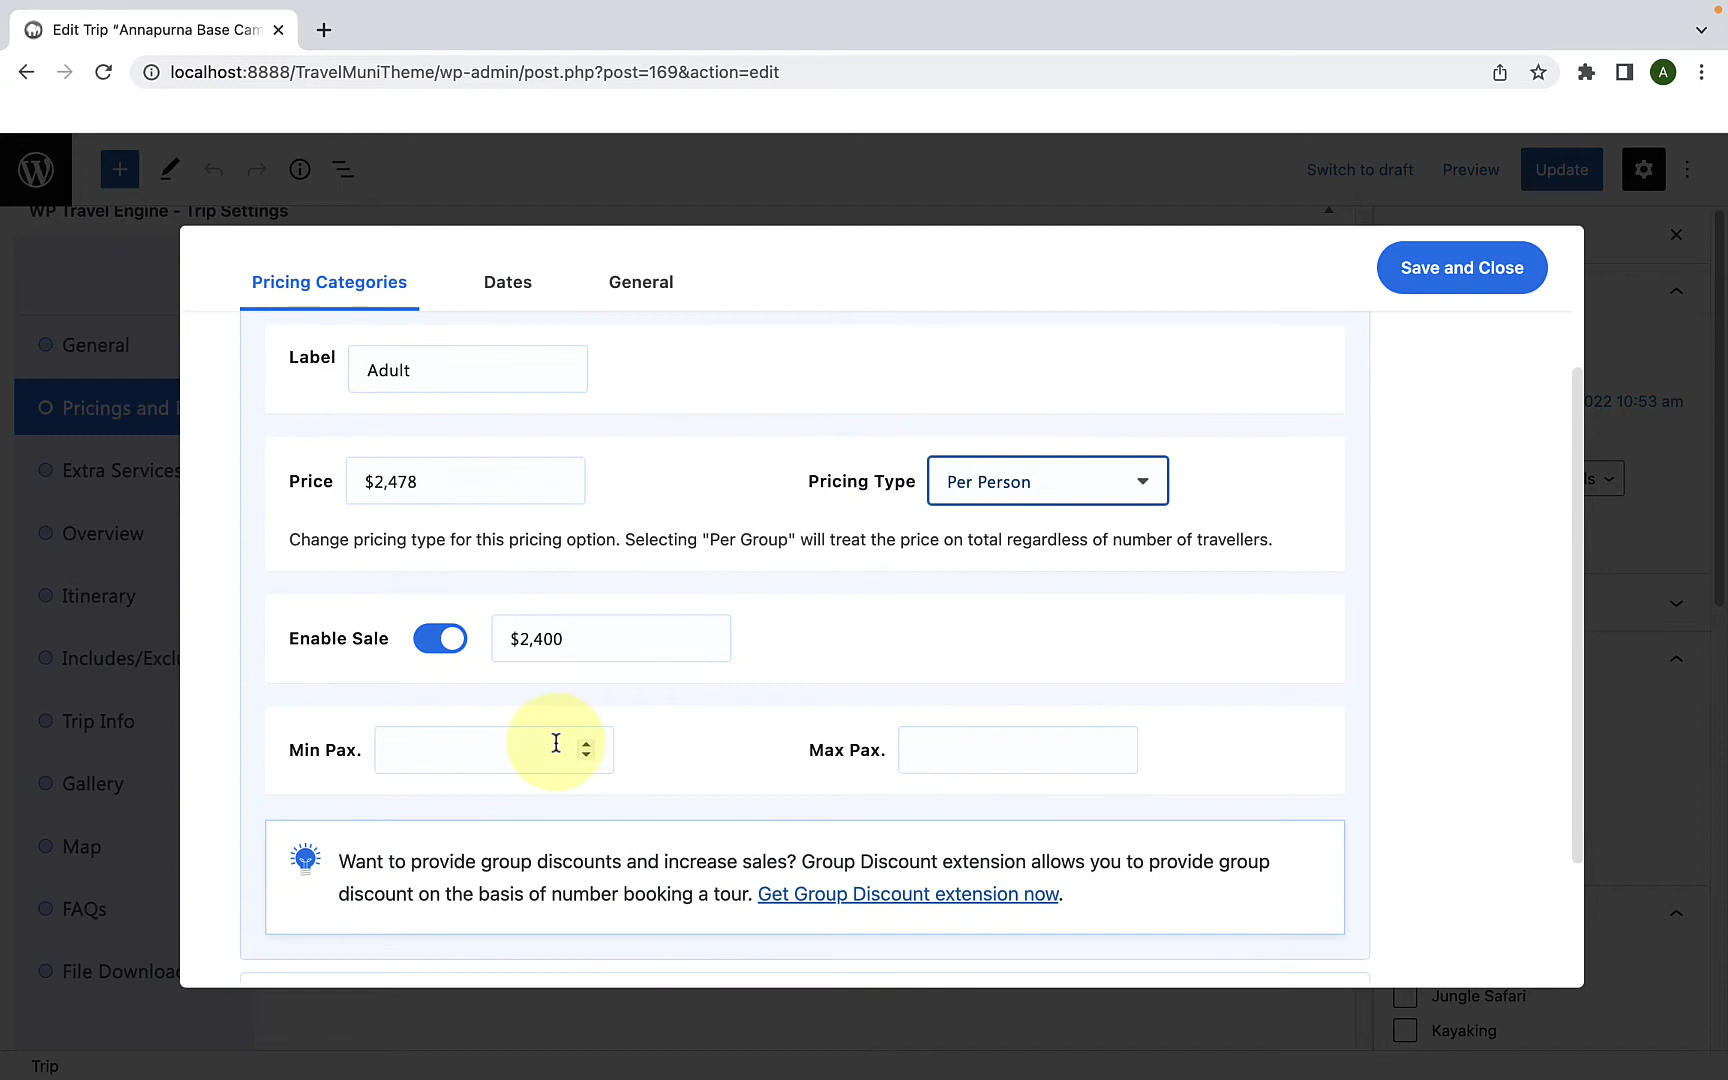 Edit Trip “Annapurna Base Cam
localhost:8888/TravelMuniTheme/wp-admin/post.php?post=169&action=edit
A
Switch to draft
Preview
Update
WP Travel Engine - Trip Settings
Pricing Categories
Dates
General
Save and Close
General
Pricings and
Extra Services
Overview
Itinerary
Includes/Exclu
Trip Info
Gallery
Map
FAQs
File Downloa
Label
Adult
Price
$2,478
Pricing Type
Per Person
Change pricing type for this pricing option. Selecting "Per Group" will treat the price on total regardless of number of travellers.
Enable Sale
$2,400
Min Pax.
Max Pax.
Want to provide group discounts and increase sales? Group Discount extension allows you to provide group
discount on the basis of number booking a tour. Get Group Discount extension now.
022 10:53 am
ls
Jungle Safari
Kayaking
Trip